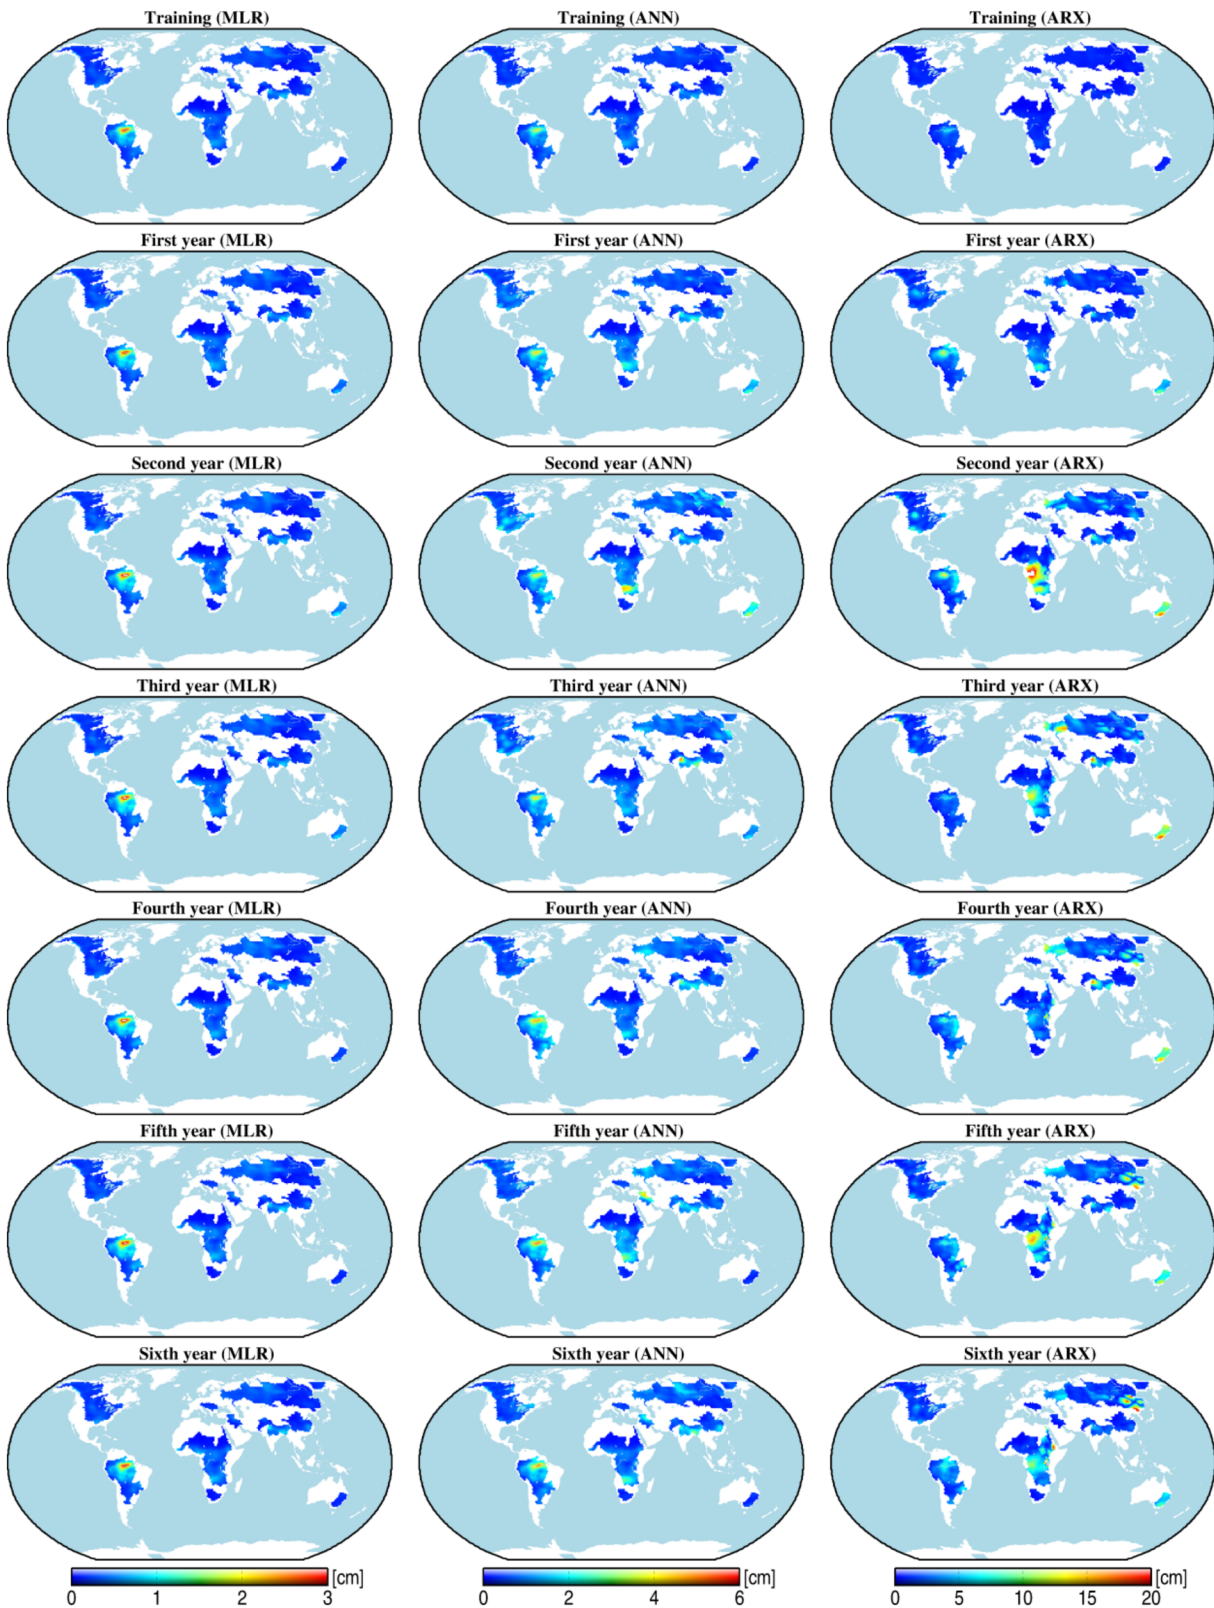 Training (MLR) Training (ANN) Training (ARX)
First year (MLR) First year (ANN) First year (ARX)
Second year (MLR) Second year (ANN) Second year (ARX)
Third year (MLR) Third year (ANN) Third year (ARX)
Fourth year (MLR) Fourth year (ANN) Fourth year (ARX)
Fifth year (MLR) Fifth year (ANN) Fifth year (ARX)
Sixth year (MLR) Sixth year (ANN) Sixth year (ARX)
[cm] [cm] [cm]
0 1 2 3 0 2 4 6 0 5 10 15 20